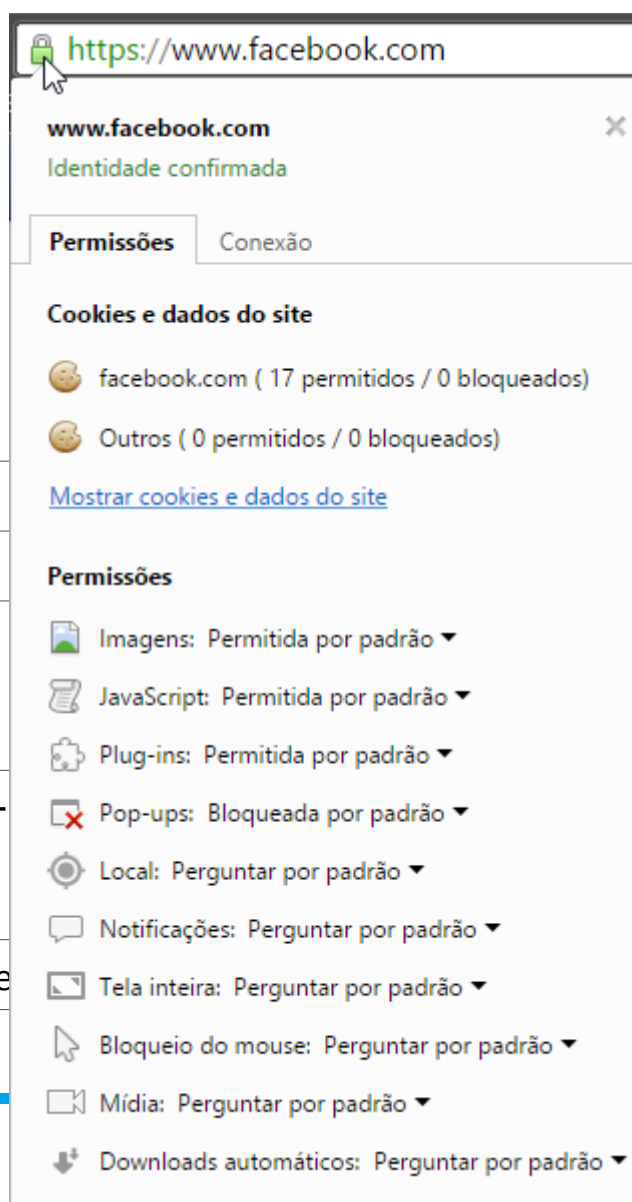 https://www.facebook.com
www.facebook.com
Identidade confirmada
Permissões Conexão
Cookies e dados do site
facebook.com ( 17 permitidos / 0 bloqueados)
Outros ( 0 permitidos / 0 bloqueados)
Mostrar cookies e dados do site
Permissões
Imagens: Permitida por padrão
JavaScript: Permitida por padrão
Plug-ins: Permitida por padrão
Pop-ups: Bloqueada por padrão
Local: Perguntar por padrão
Notificações: Perguntar por padrão
Tela inteira: Perguntar por padrão
Bloqueio do mouse: Perguntar por padrão
Mídia: Perguntar por padrão
Downloads automáticos: Perguntar por padrão